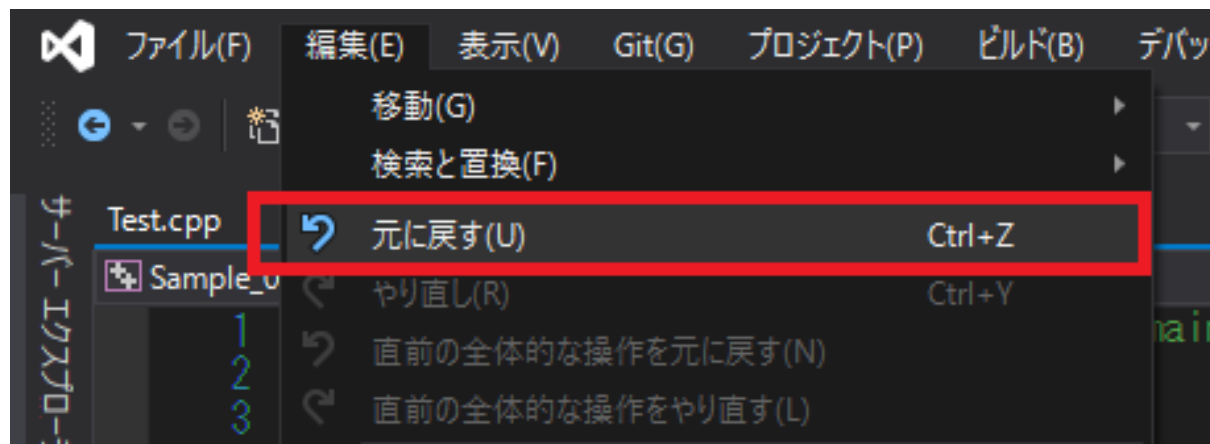 ファイル(F) 編集(E) 表示(V) Git(G) プロジェクト(P) ビルド(B) デバッ
移動(G)
検索と置換(F)
元に戻す(U) Ctrl+Z
やり直し(R) Ctrl+Y
直前の全体的な操作を元に戻す(N)
直前の全体的な操作をやり直す(L)
サーバー エクスプロー
Test.cpp
Sample_0
1
2
3